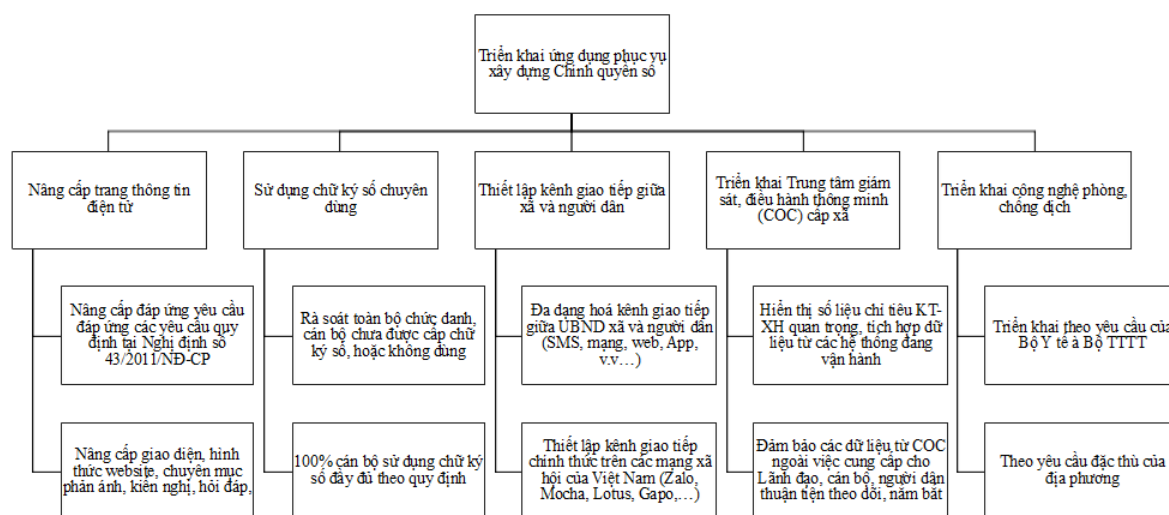 Triển khai ứng dụng phục vụ
xây dựng Chính quyền số
Nâng cấp trang thông tin
điện tử
Nâng cấp đáp ứng yêu cầu
đáp ứng các yêu cầu quy
định tại Nghị định số
43/2011/NĐ-CP
Nâng cấp giao diện, hình
thức website, chuyên mục
phản ánh, kiến nghị, hỏi đáp,
Sử dụng chữ ký số chuyên
dùng
Rà soát toàn bộ chức danh,
cán bộ chưa được cấp chữ
ký số, hoặc không dùng
100% cán bộ sử dụng chữ ký
số đầy đủ theo quy định
Thiết lập kênh giao tiếp giữa
xã và người dân
Đa dạng hoá kênh giao tiếp
giữa UBND xã và người dân
(SMS, mạng, web, App,
v.v…)
Thiết lập kênh giao tiếp
chính thức trên các mạng xã
hội của Việt Nam (Zalo,
Mocha, Lotus, Gapo,…)
Triển khai Trung tâm giám
sát, điều hành thông minh
(COC) cấp xã
Hiển thị số liệu chỉ tiêu KT-
XH quan trọng, tích hợp dữ
liệu từ các hệ thống đang
vận hành
Đảm bảo các dữ liệu từ COC
ngoài việc cung cấp cho
Lãnh đạo, cán bộ, người dân
thuận tiện theo dõi, nắm bắt
Triển khai công nghệ phòng,
chống dịch
Triển khai theo yêu cầu của
Bộ Y tế à Bộ TTTT
Theo yêu cầu đặc thù của
địa phương